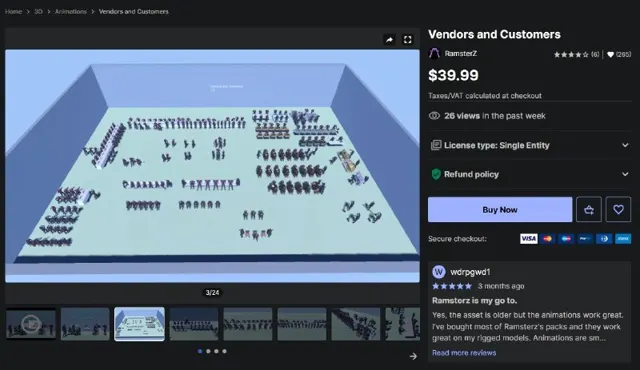 Home > 3D > Animations > Vendors and Customers
Vendors and Customers
RamsterZ
(6) | (265)
$39.99
Taxes/VAT calculated at checkout
26 views in the past week
License type: Single Entity
Refund policy
Buy Now
Secure checkout:
VISA
3/24
W wdrpgwd1
3 months ago
Ramsterz is my go to.
Yes, the asset is older but the animations work great.
I've bought most of Ramsterz's packs and they work
great on my rigged models. Animations are sm...
Read more reviews